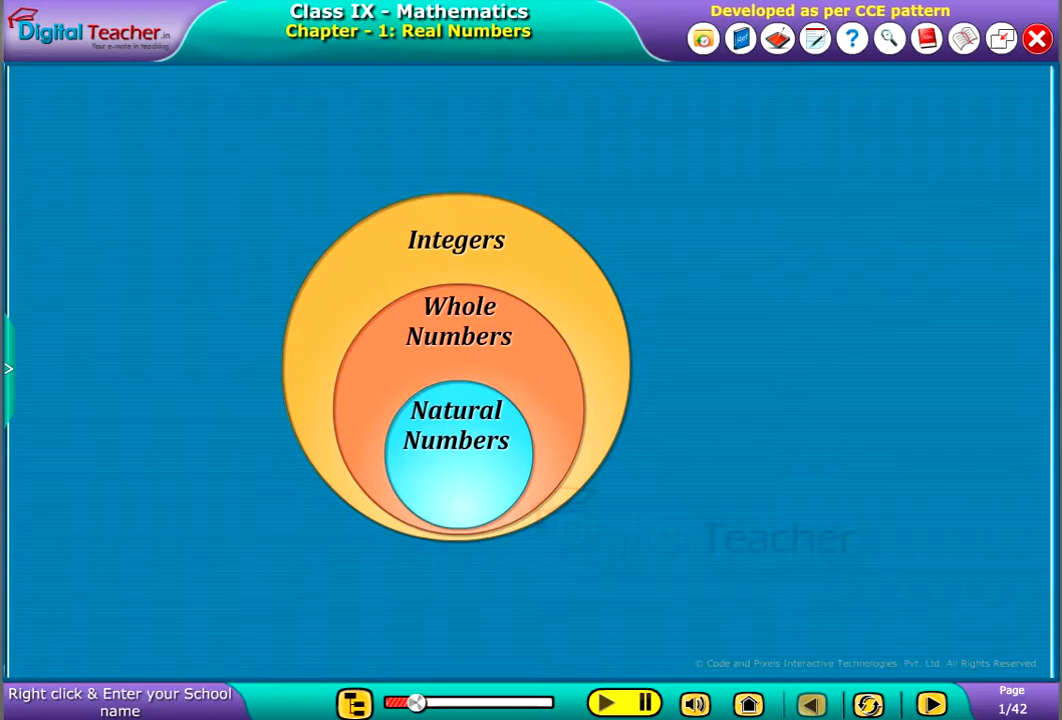 Digital Teacher.in
Your e-mate in teaching.
Class IX - Mathematics
Chapter - 1: Real Numbers
Developed as per CCE pattern
Integers
Whole
Numbers
Natural
Numbers
Digital Teacher
© Code and Pixels Interactive Technologies Pvt. Ltd. All Rights Reserved.
Right click & Enter your School
name
Page
1/42